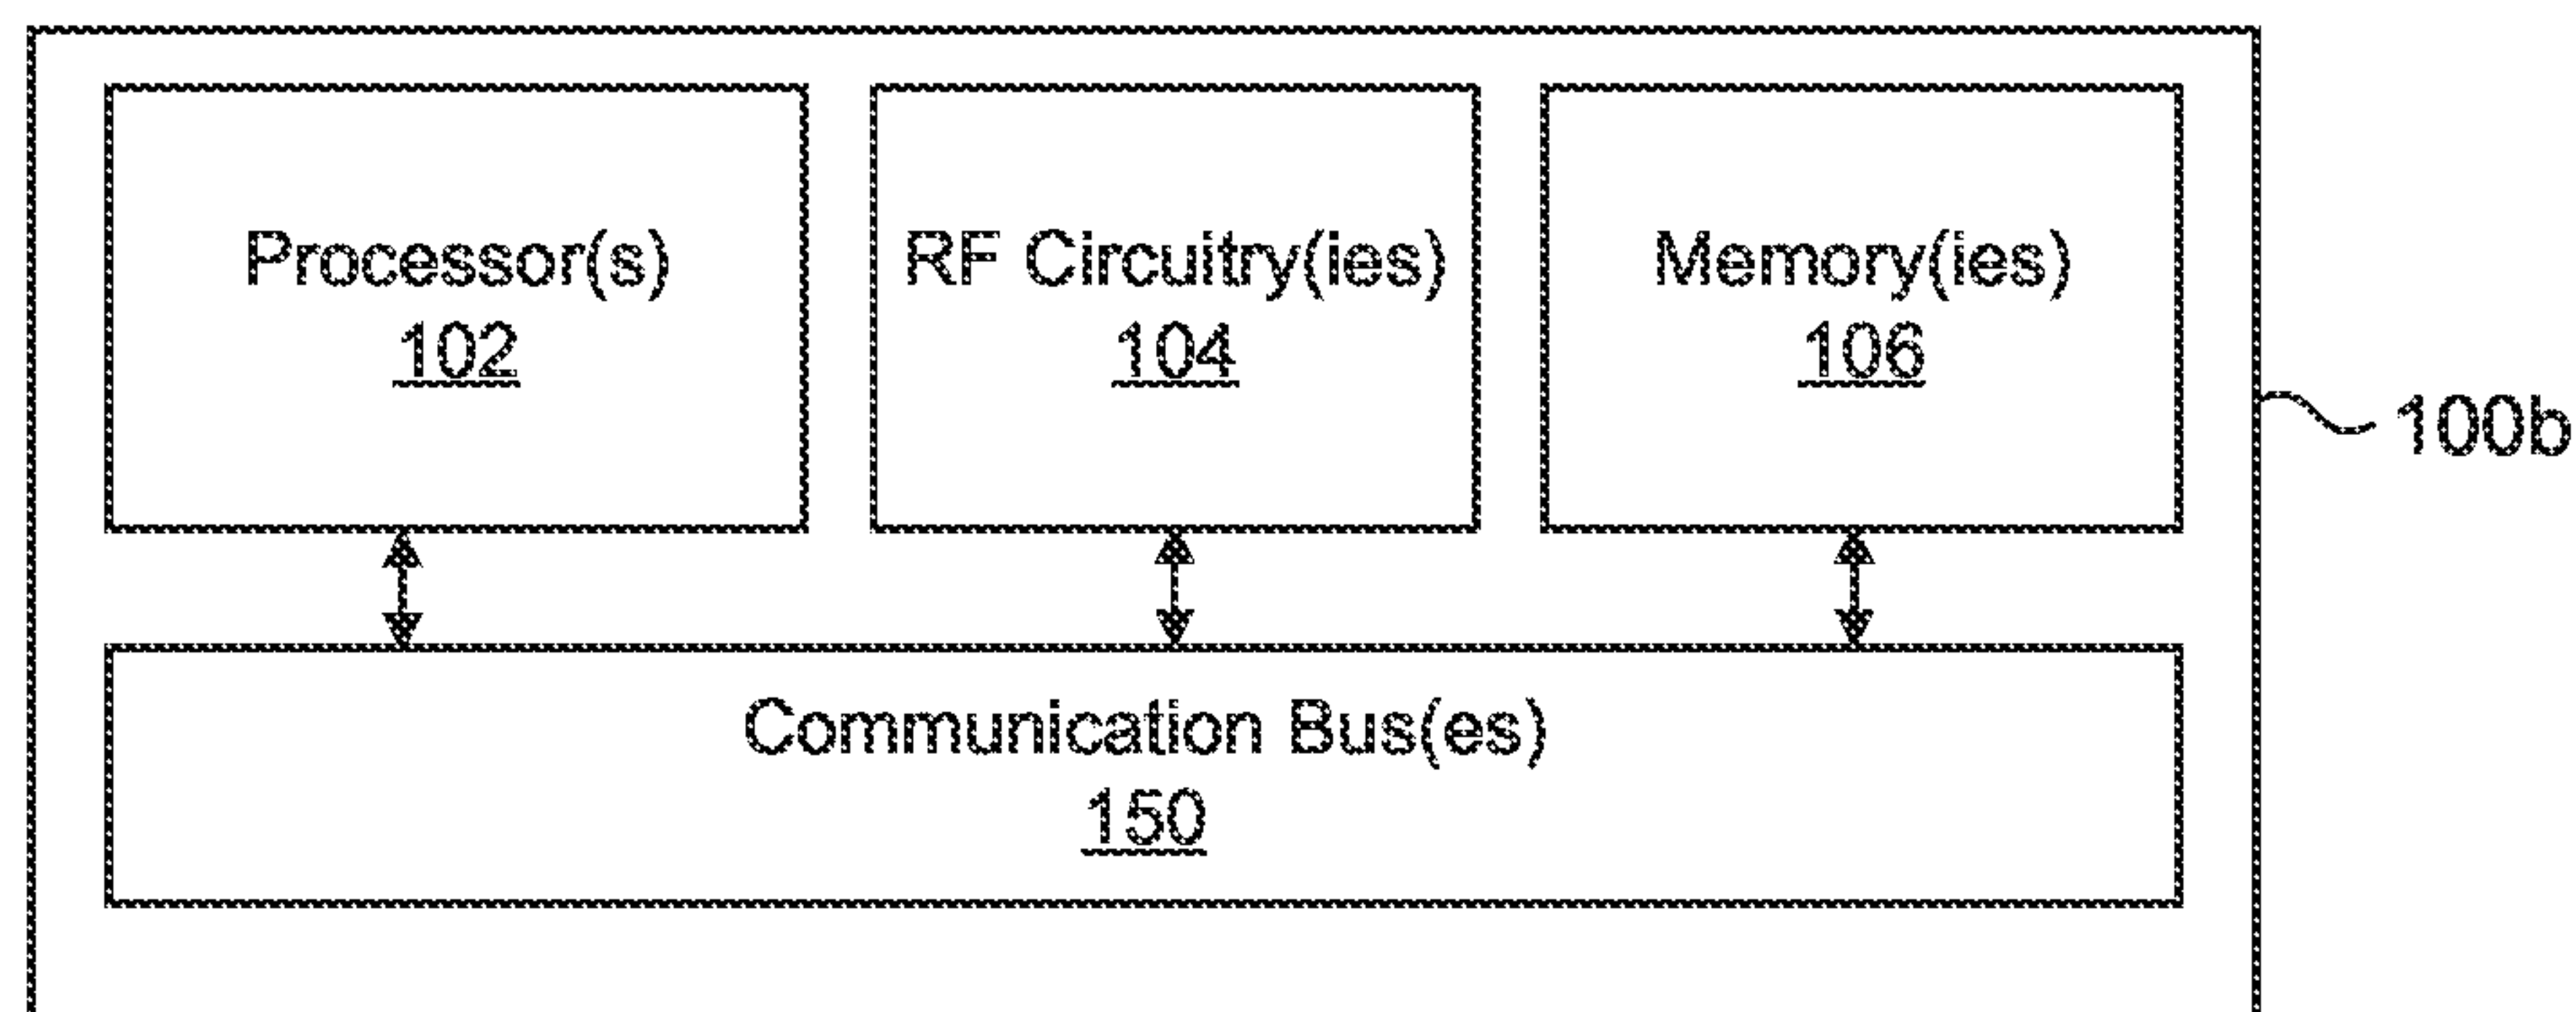 Processor(s)
102
RF Circuitry(ies)
104
Memory(ies)
106
100b
Communication Bus(es)
150